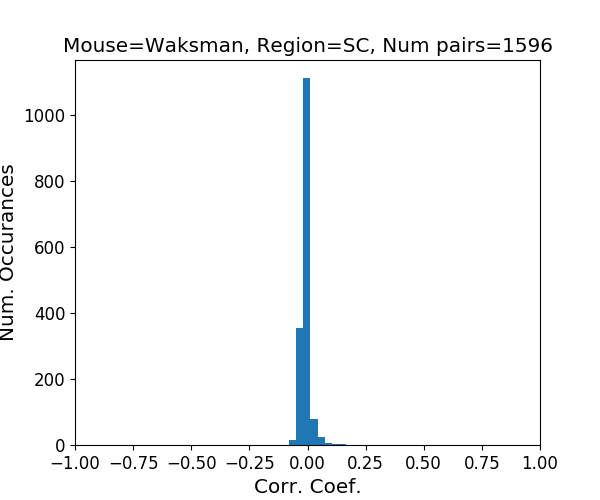 Mouse=Waksman, Region=SC, Num pairs=1596
Num. Occurances
1000
800
600
400
200
0
−1.00 −0.75 −0.50 −0.25 0.00 0.25 0.50 0.75 1.00
Corr. Coef.